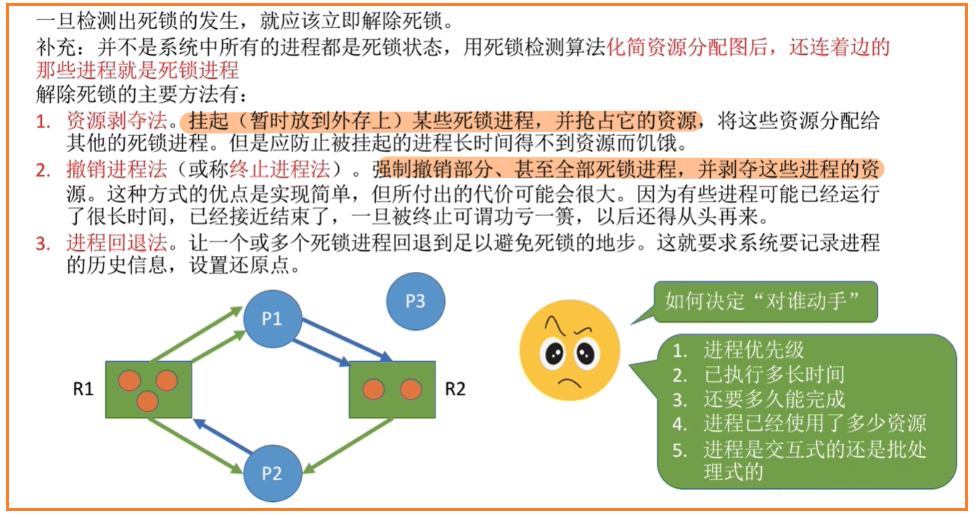 一旦检测出死锁的发生，就应该立即解除死锁。
补充：并不是系统中所有的进程都是死锁状态，用死锁检测算法化简资源分配图后，还连着边的
那些进程就是死锁进程
解除死锁的主要方法有：
1. 资源剥夺法。挂起（暂时放到外存上）某些死锁进程，并抢占它的资源，将这些资源分配给
其他的死锁进程。但是应防止被挂起的进程长时间得不到资源而饥饿。
2. 撤销进程法（或称终止进程法）。强制撤销部分、甚至全部死锁进程，并剥夺这些进程的资
源。这种方式的优点是实现简单，但所付出的代价可能会很大。因为有些进程可能已经运行
了很长时间，已经接近结束了，一旦被终止可谓功亏一篑，以后还得从头再来。
3. 进程回退法。让一个或多个死锁进程回退到足以避免死锁的地步。这就要求系统要记录进程
的历史信息，设置还原点。
P1
P3
R1
R2
P2
如何决定“对谁动手”
1. 进程优先级
2. 已执行多长时间
3. 还要多久能完成
4. 进程已经使用了多少资源
5. 进程是交互式的还是批处
理式的